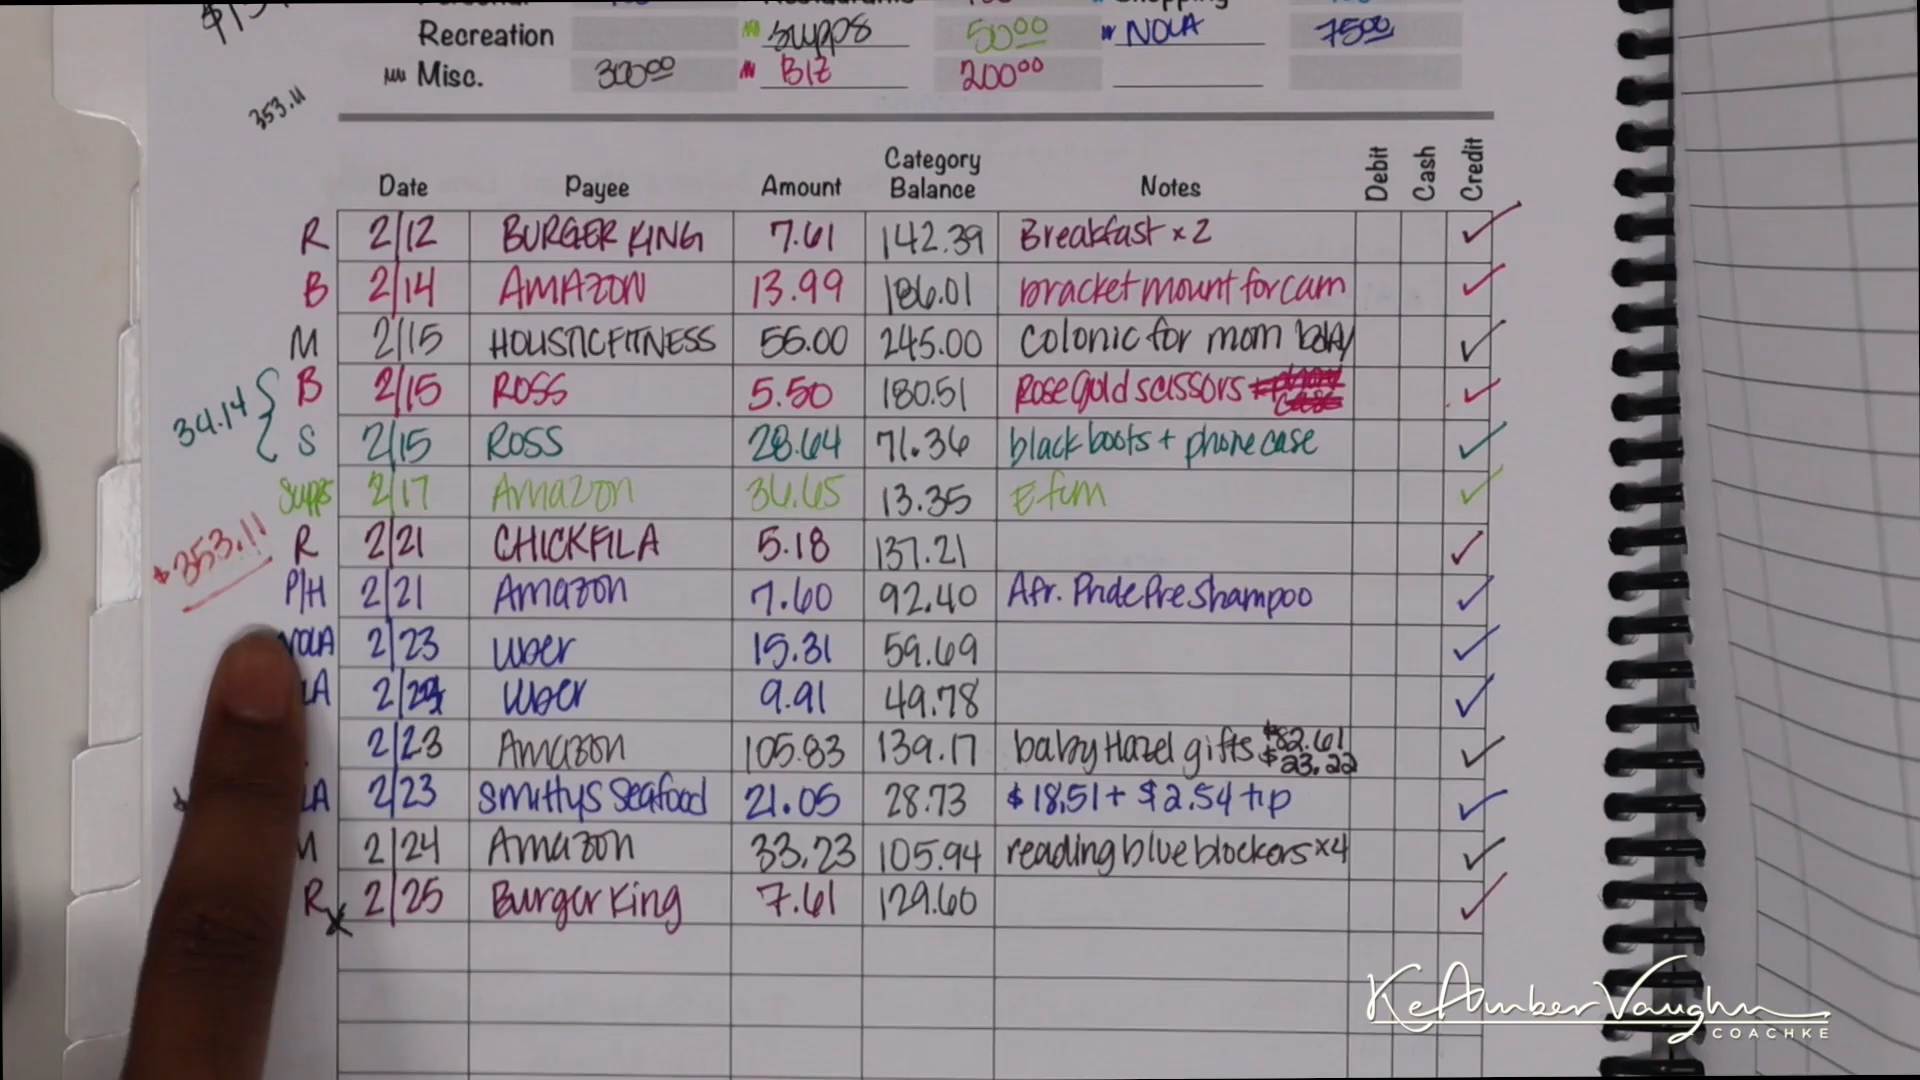 Recreation Supps 50.00 NOLA 75.00
Misc. 300.00 BIZ 200.00
353.11
Date Payee Amount Category Balance Notes Debit Cash Credit
R 2/12 BURGER KING 7.61 142.39 Breakfast x2 ✓
B 2/14 AMAZON 13.99 186.01 bracket mount for cam ✓
M 2/15 HOLISTIC FITNESS 55.00 245.00 Colonic for mom bday ✓
34.14
B 2/15 ROSS 5.50 180.51 Rose Gold scissors ✓
S 2/15 ROSS 28.64 71.36 black boots + phone case ✓
Supps 2/17 Amazon 36.65 13.35 Efum ✓
$353.11
R 2/21 CHICKFILA 5.18 137.21 ✓
P/H 2/21 Amazon 7.60 92.40 Afr. Pride Pre Shampoo ✓
NOLA 2/23 Uber 15.31 59.69 ✓
LA Uber 9.91 49.78 ✓
2/23 Amazon 105.83 139.17 baby Hazel gifts $82.61 $23.22 ✓
LA 2/23 Smittys Seafood 21.05 28.73 $18.51 + $2.54 tip ✓
M 2/24 Amazon 33.23 105.94 reading blue blockers x4 ✓
R x 2/25 Burger King 7.61 129.60 ✓
KeAmber Vaughn
COACHKE